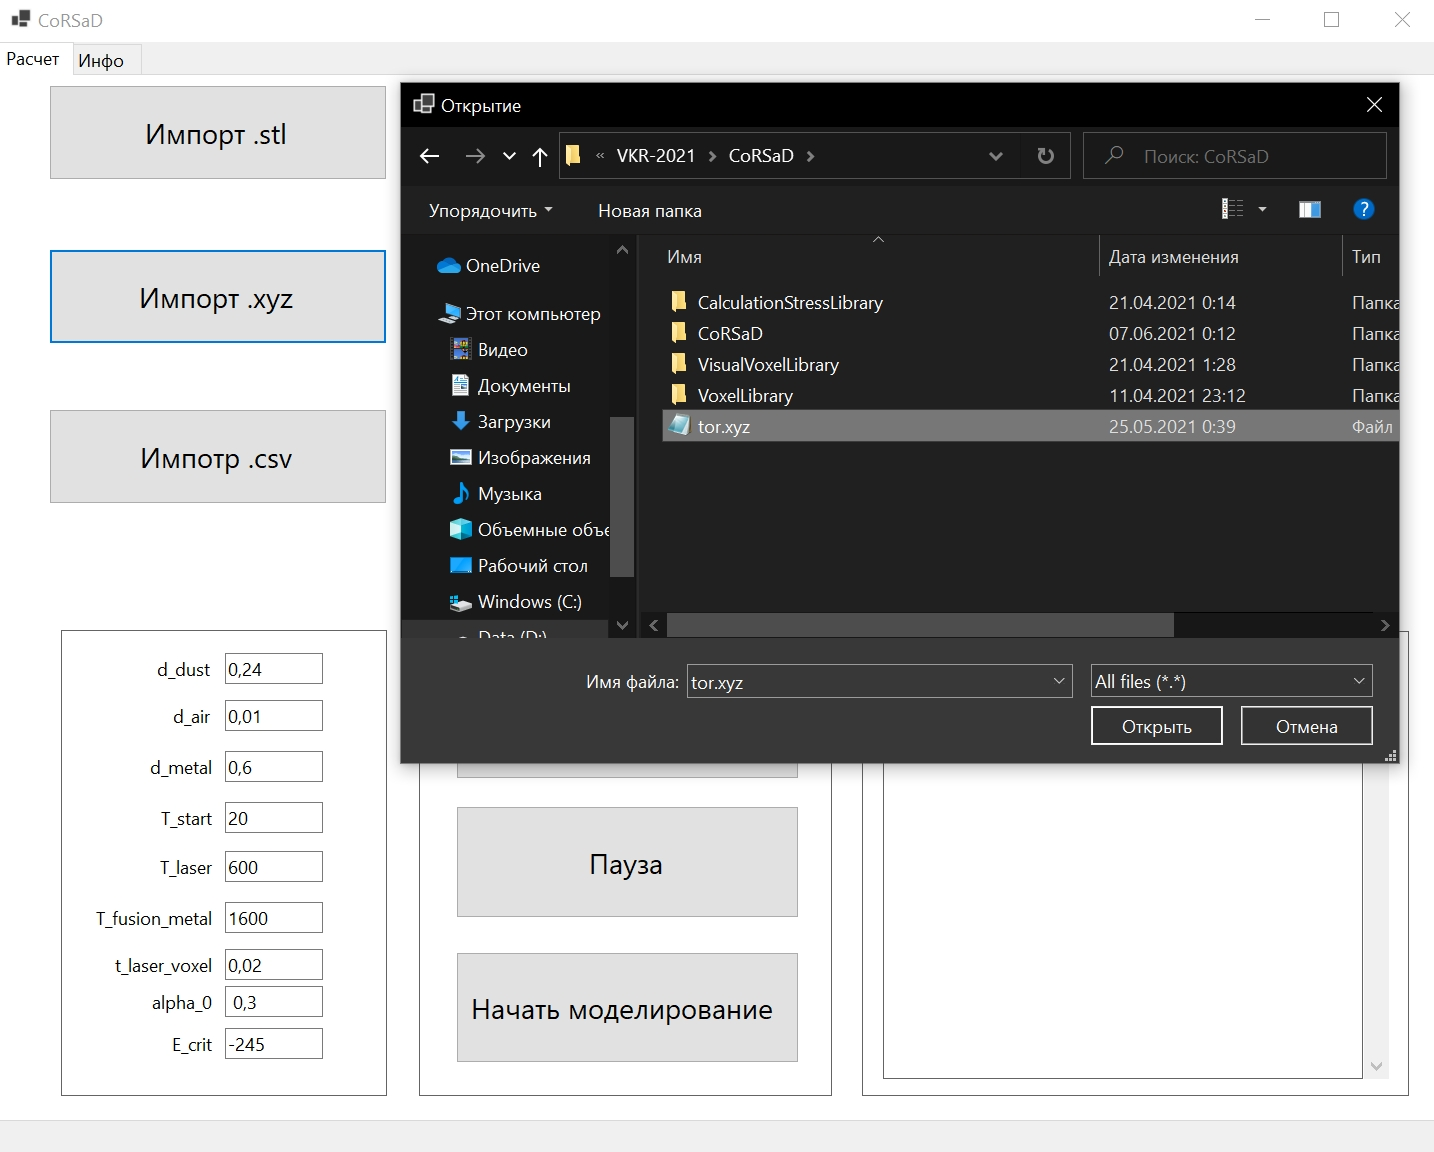 CoRSaD
Расчет
Инфо
Импорт .stl
Импорт .xyz
Импотр .csv
Открытие
« VKR-2021 > CoRSaD >
Поиск: CoRSaD
Упорядочить
Новая папка
?
OneDrive
Этот компьютер
Видео
Документы
Загрузки
Изображения
Музыка
Объемные объе
Рабочий стол
Windows (C:)
Data (D:)
Имя
Дата изменения
Тип
CalculationStressLibrary 21.04.2021 0:14 Папка
CoRSaD 07.06.2021 0:12 Папка
VisualVoxelLibrary 21.04.2021 1:28 Папка
VoxelLibrary 11.04.2021 23:12 Папка
tor.xyz 25.05.2021 0:39 Файл
Имя файла: tor.xyz
All files (*.*)
Открыть
Отмена
d_dust 0,24
d_air 0,01
d_metal 0,6
T_start 20
T_laser 600
T_fusion_metal 1600
t_laser_voxel 0,02
alpha_0 0,3
E_crit -245
Пауза
Начать моделирование